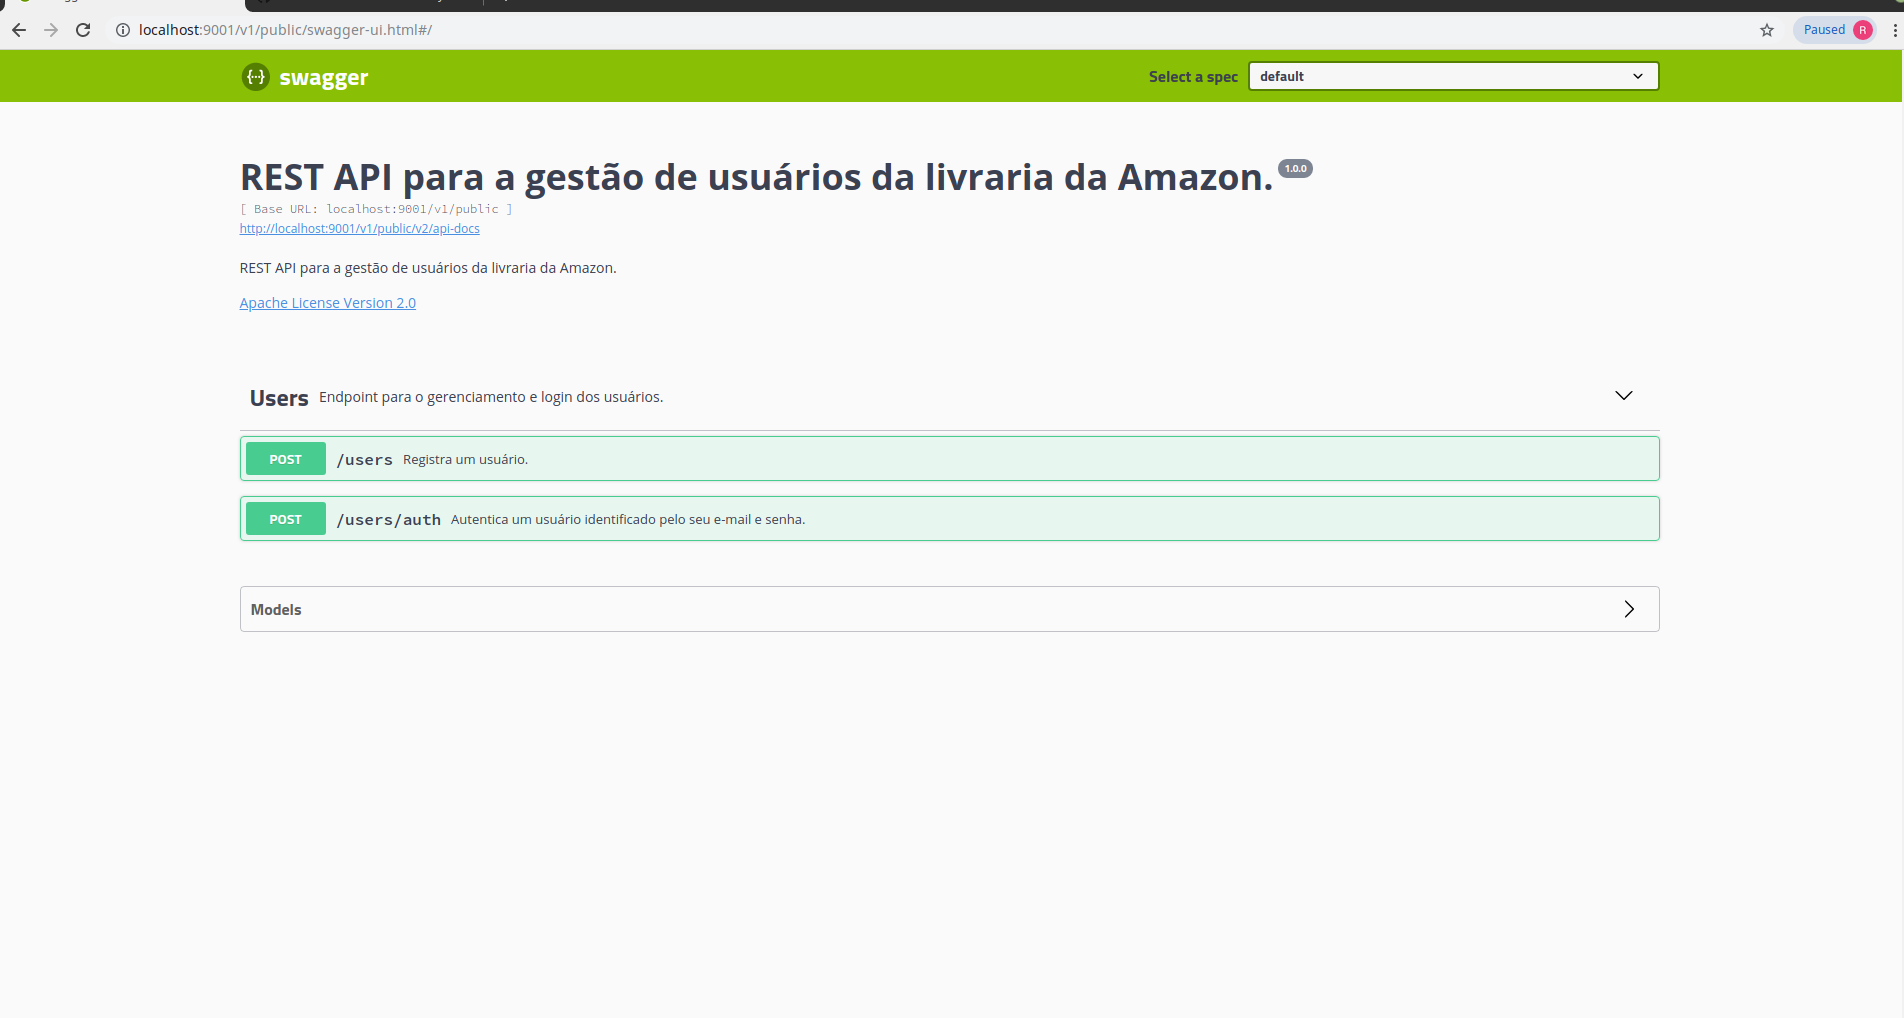 localhost:9001/v1/public/swagger-ui.html#/
Paused R
{···} swagger
Select a spec default
REST API para a gestão de usuários da livraria da Amazon. 1.0.0
[ Base URL: localhost:9001/v1/public ]
http://localhost:9001/v1/public/v2/api-docs
REST API para a gestão de usuários da livraria da Amazon.
Apache License Version 2.0
Users Endpoint para o gerenciamento e login dos usuários.
POST /users Registra um usuário.
POST /users/auth Autentica um usuário identificado pelo seu e-mail e senha.
Models